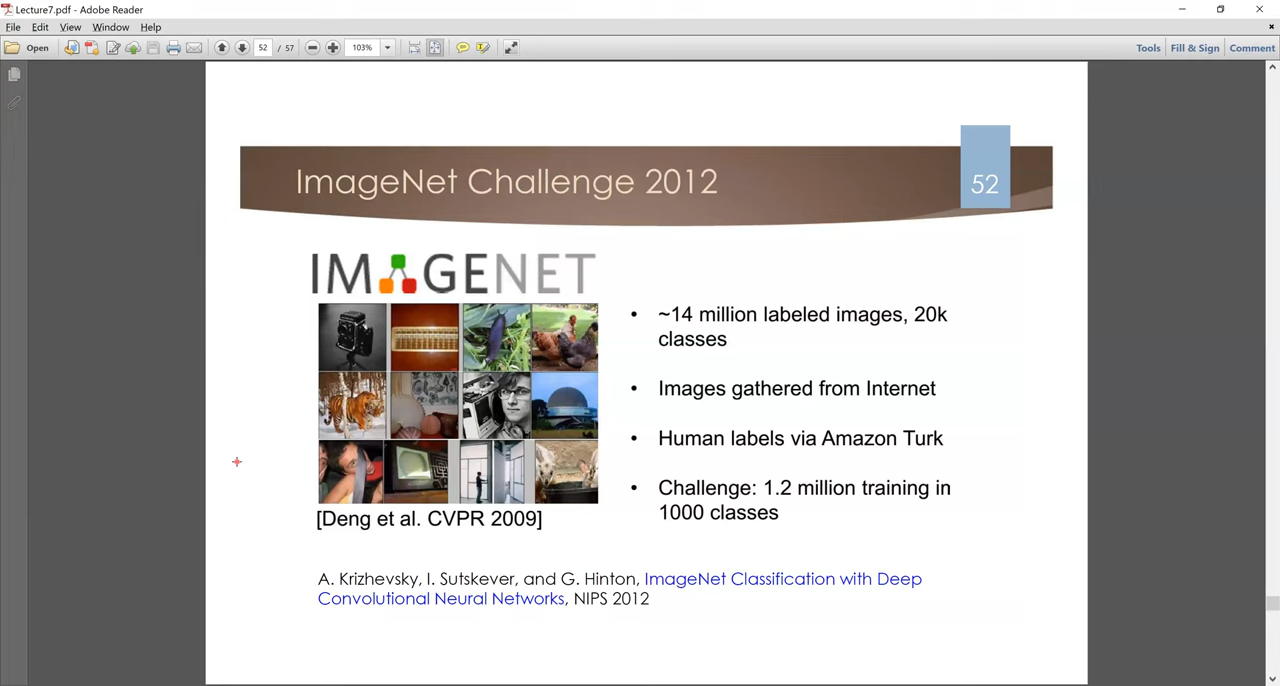 Lecture7.pdf - Adobe Reader
File Edit View Window Help
Open 52 / 57 103% Tools Fill & Sign Comment
ImageNet Challenge 2012
52
IMAGENET
• ~14 million labeled images, 20k
classes
• Images gathered from Internet
• Human labels via Amazon Turk
• Challenge: 1.2 million training in
1000 classes
[Deng et al. CVPR 2009]
A. Krizhevsky, I. Sutskever, and G. Hinton, ImageNet Classification with Deep
Convolutional Neural Networks, NIPS 2012